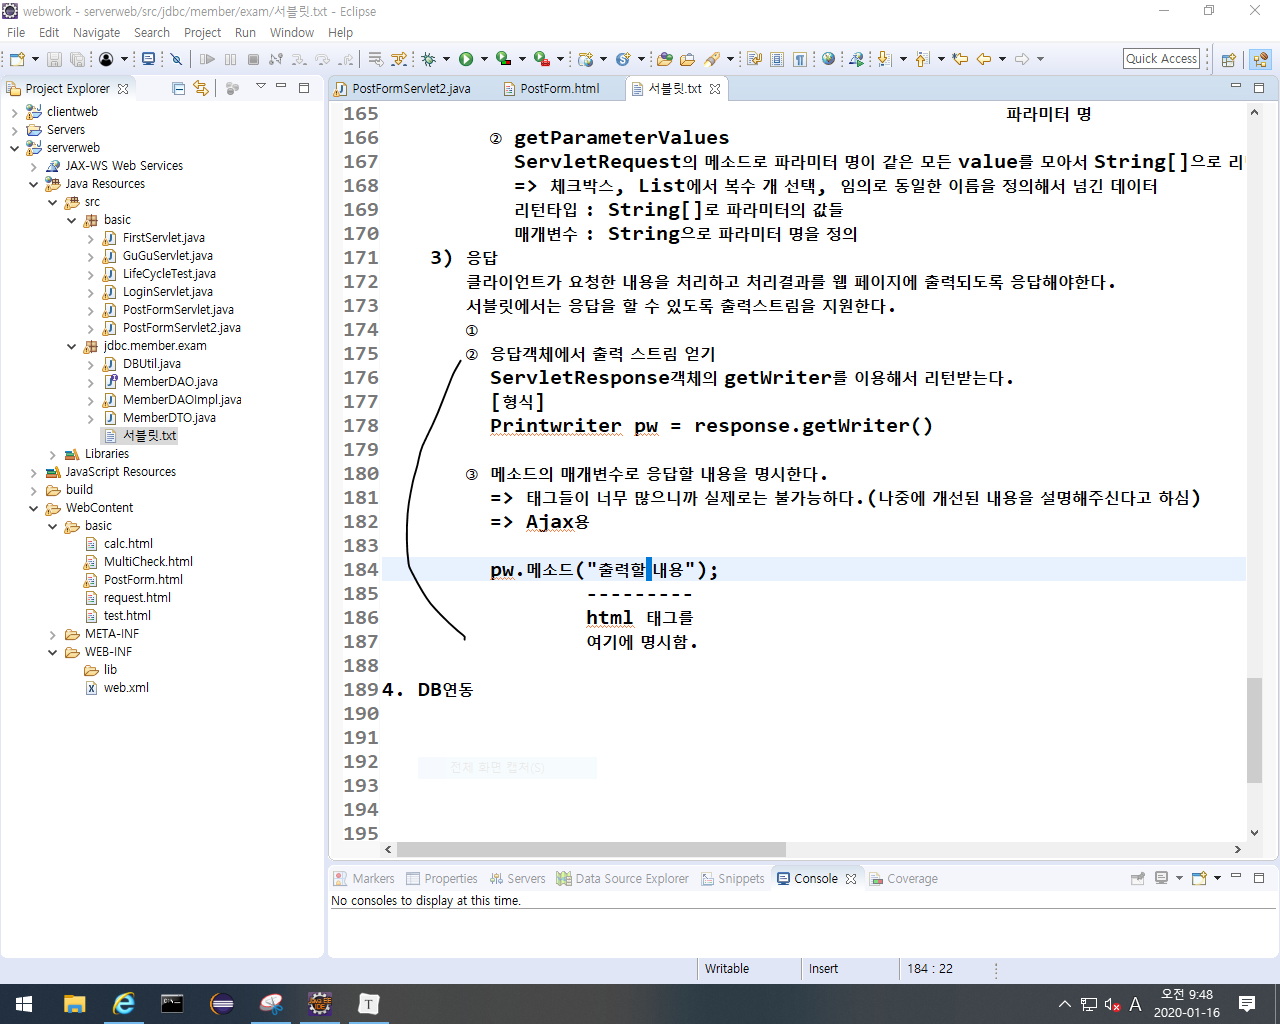 webwork - serverweb/src/jdbc/member/exam/서블릿.txt - Eclipse
File Edit Navigate Search Project Run Window Help
Quick Access
Project Explorer
PostFormServlet2.java PostForm.html 서블릿.txt
clientweb
Servers
serverweb
JAX-WS Web Services
Java Resources
src
basic
FirstServlet.java
GuGuServlet.java
LifeCycleTest.java
LoginServlet.java
PostFormServlet.java
PostFormServlet2.java
jdbc.member.exam
DBUtil.java
MemberDAO.java
MemberDAOImpl.java
MemberDTO.java
서블릿.txt
Libraries
JavaScript Resources
build
WebContent
basic
calc.html
MultiCheck.html
PostForm.html
request.html
test.html
META-INF
WEB-INF
lib
web.xml
165 파라미터 명
166 ② getParameterValues
167 ServletRequest의 메소드로 파라미터 명이 같은 모든 value를 모아서 String[]으로 리
168 => 체크박스, List에서 복수 개 선택, 임의로 동일한 이름을 정의해서 넘긴 데이터
169 리턴타입 : String[]로 파라미터의 값들
170 매개변수 : String으로 파라미터 명을 정의
171 3) 응답
172 클라이언트가 요청한 내용을 처리하고 처리결과를 웹 페이지에 출력되도록 응답해야한다.
173 서블릿에서는 응답을 할 수 있도록 출력스트림을 지원한다.
174 ①
175 ② 응답객체에서 출력 스트림 얻기
176 ServletResponse객체의 getWriter를 이용해서 리턴받는다.
177 [형식]
178 Printwriter pw = response.getWriter()
179
180 ③ 메소드의 매개변수로 응답할 내용을 명시한다.
181 => 태그들이 너무 많으니까 실제로는 불가능하다.(나중에 개선된 내용을 설명해주신다고 하심)
182 => Ajax용
183
184 pw.메소드("출력할 내용");
185 ---------
186 html 태그를
187 여기에 명시함.
188
189 4. DB연동
190
191
192
전체 화면 캡처(S)
193
194
195
Markers Properties Servers Data Source Explorer Snippets Console Coverage
No consoles to display at this time.
Writable Insert 184 : 22
Java EE IDE
T
A
오전 9:48
2020-01-16